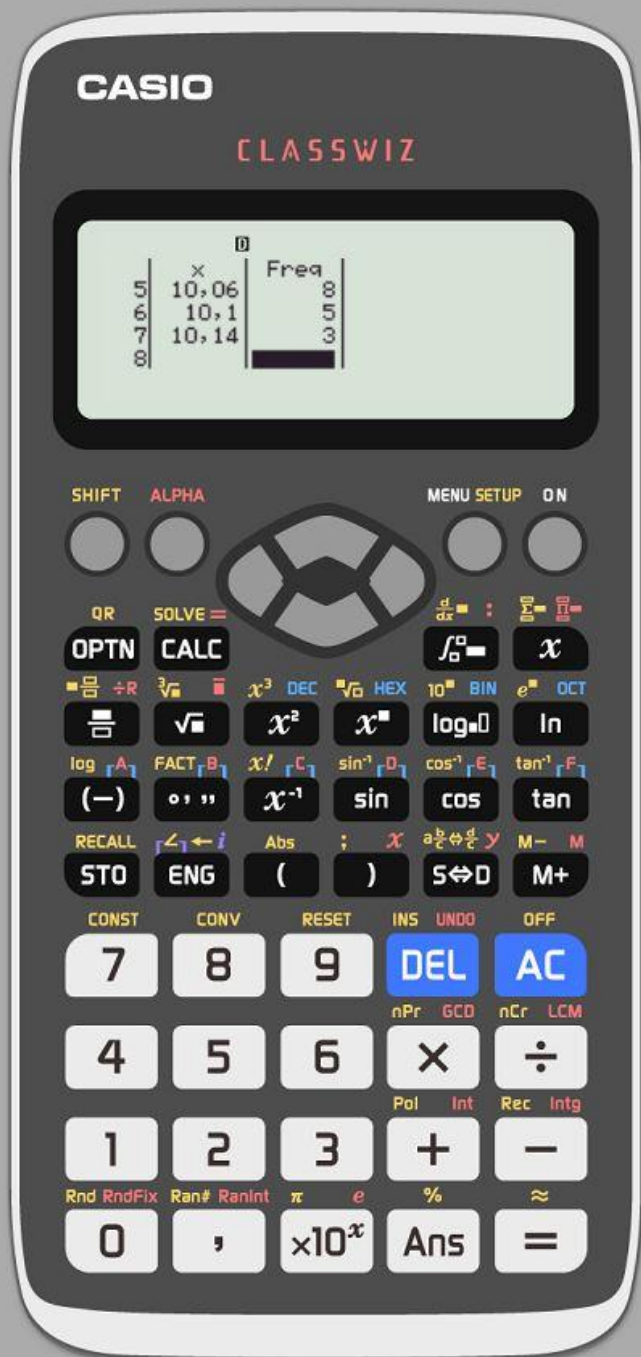 CASIO
CLASSWIZ
D
x Freq
5 10,06 8
6 10,1 5
7 10,14 3
8
SHIFT ALPHA MENU SETUP ON
QR SOLVE = d/dx■ : Σ■ Π■
OPTN CALC ∫■ x
■ ÷R ³√■ x³ DEC ■√□ HEX 10■ BIN e■ OCT
√■ x² x■ log■□ ln
log A FACT B x! C sin⁻¹ D cos⁻¹ E tan⁻¹ F
(−) °’” x⁻¹ sin cos tan
RECALL ∠ ← i Abs ; x a b/c⇔d/c y M− M
STO ENG ( ) S⇔D M+
CONST CONV RESET INS UNDO OFF
7 8 9 DEL AC
nPr GCD nCr LCM
4 5 6 × ÷
Pol Int Rec Intg
1 2 3 + −
Rnd RndFix Ran# RanInt π e % ≈
0 , ×10ˣ Ans =